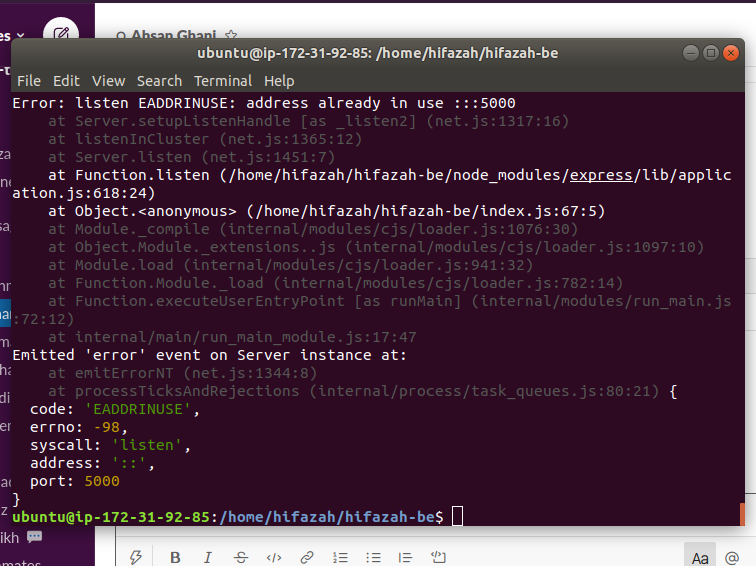 es
Ahsan Ghani
ubuntu@ip-172-31-92-85: /home/hifazah/hifazah-be
File Edit View Search Terminal Help
Error: listen EADDRINUSE: address already in use :::5000
at Server.setupListenHandle [as _listen2] (net.js:1317:16)
at listenInCluster (net.js:1365:12)
at Server.listen (net.js:1451:7)
at Function.listen (/home/hifazah/hifazah-be/node_modules/express/lib/applic
ation.js:618:24)
at Object.<anonymous> (/home/hifazah/hifazah-be/index.js:67:5)
at Module._compile (internal/modules/cjs/loader.js:1076:30)
at Object.Module._extensions..js (internal/modules/cjs/loader.js:1097:10)
at Module.load (internal/modules/cjs/loader.js:941:32)
at Function.Module._load (internal/modules/cjs/loader.js:782:14)
at Function.executeUserEntryPoint [as runMain] (internal/modules/run_main.js
:72:12)
at internal/main/run_main_module.js:17:47
Emitted 'error' event on Server instance at:
at emitErrorNT (net.js:1344:8)
at processTicksAndRejections (internal/process/task_queues.js:80:21) {
code: 'EADDRINUSE',
errno: -98,
syscall: 'listen',
address: '::',
port: 5000
}
ubuntu@ip-172-31-92-85:/home/hifazah/hifazah-be$
ikh
mates
B I S </> Aa @